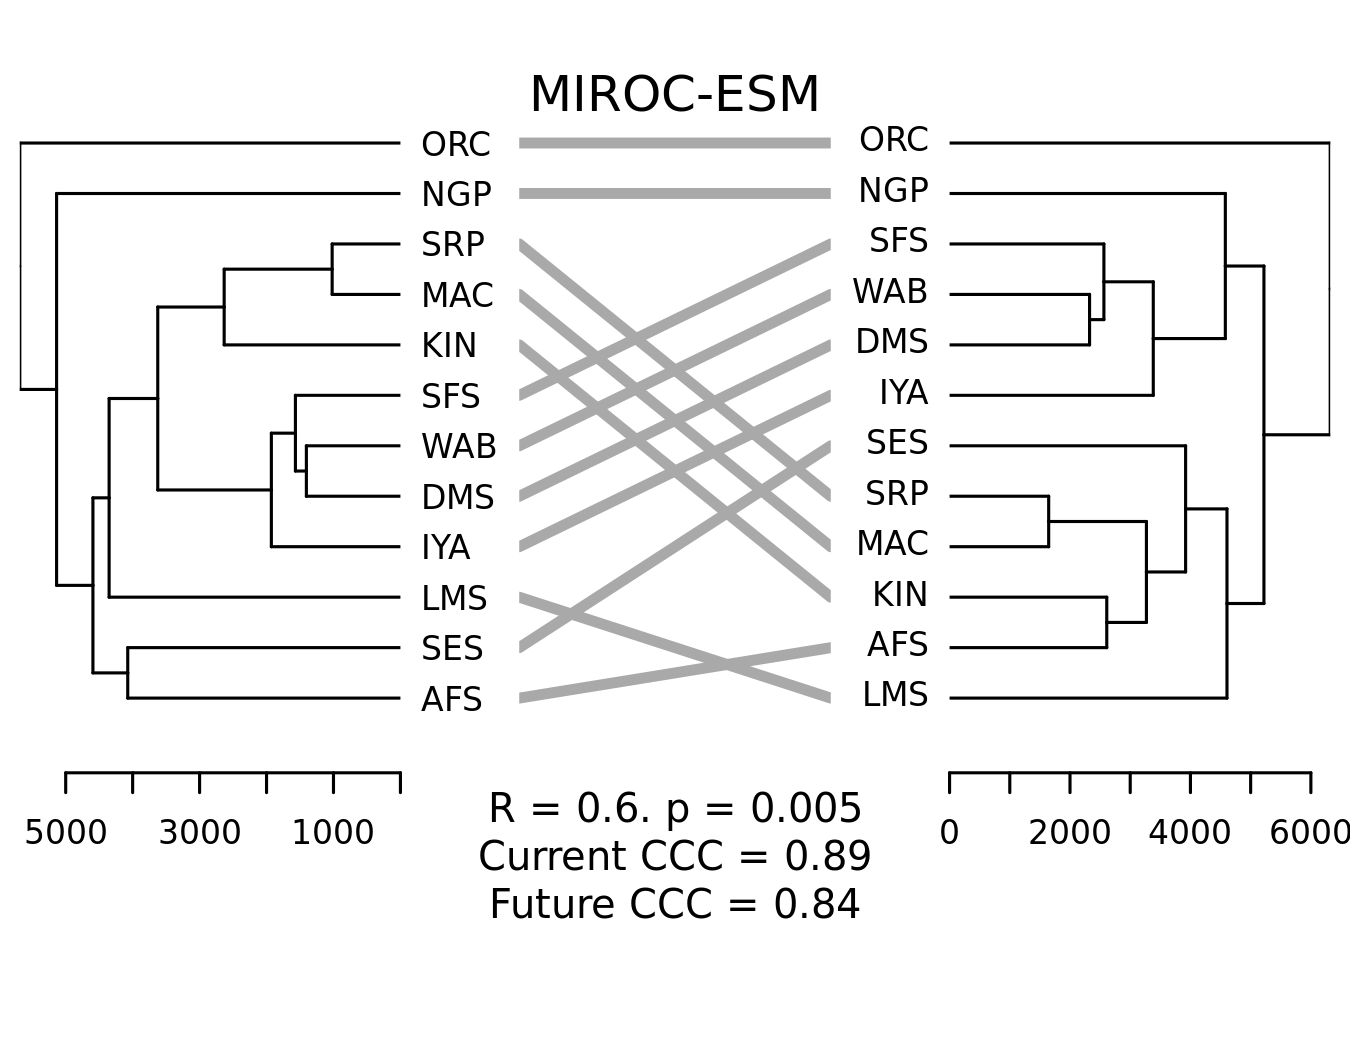 MIROC-ESM
ORC ORC
NGP NGP
SRP SFS
MAC WAB
KIN DMS
SFS IYA
WAB SES
DMS SRP
IYA MAC
LMS KIN
SES AFS
AFS LMS
5000 3000 1000 0 2000 4000 6000
R = 0.6. p = 0.005
Current CCC = 0.89
Future CCC = 0.84